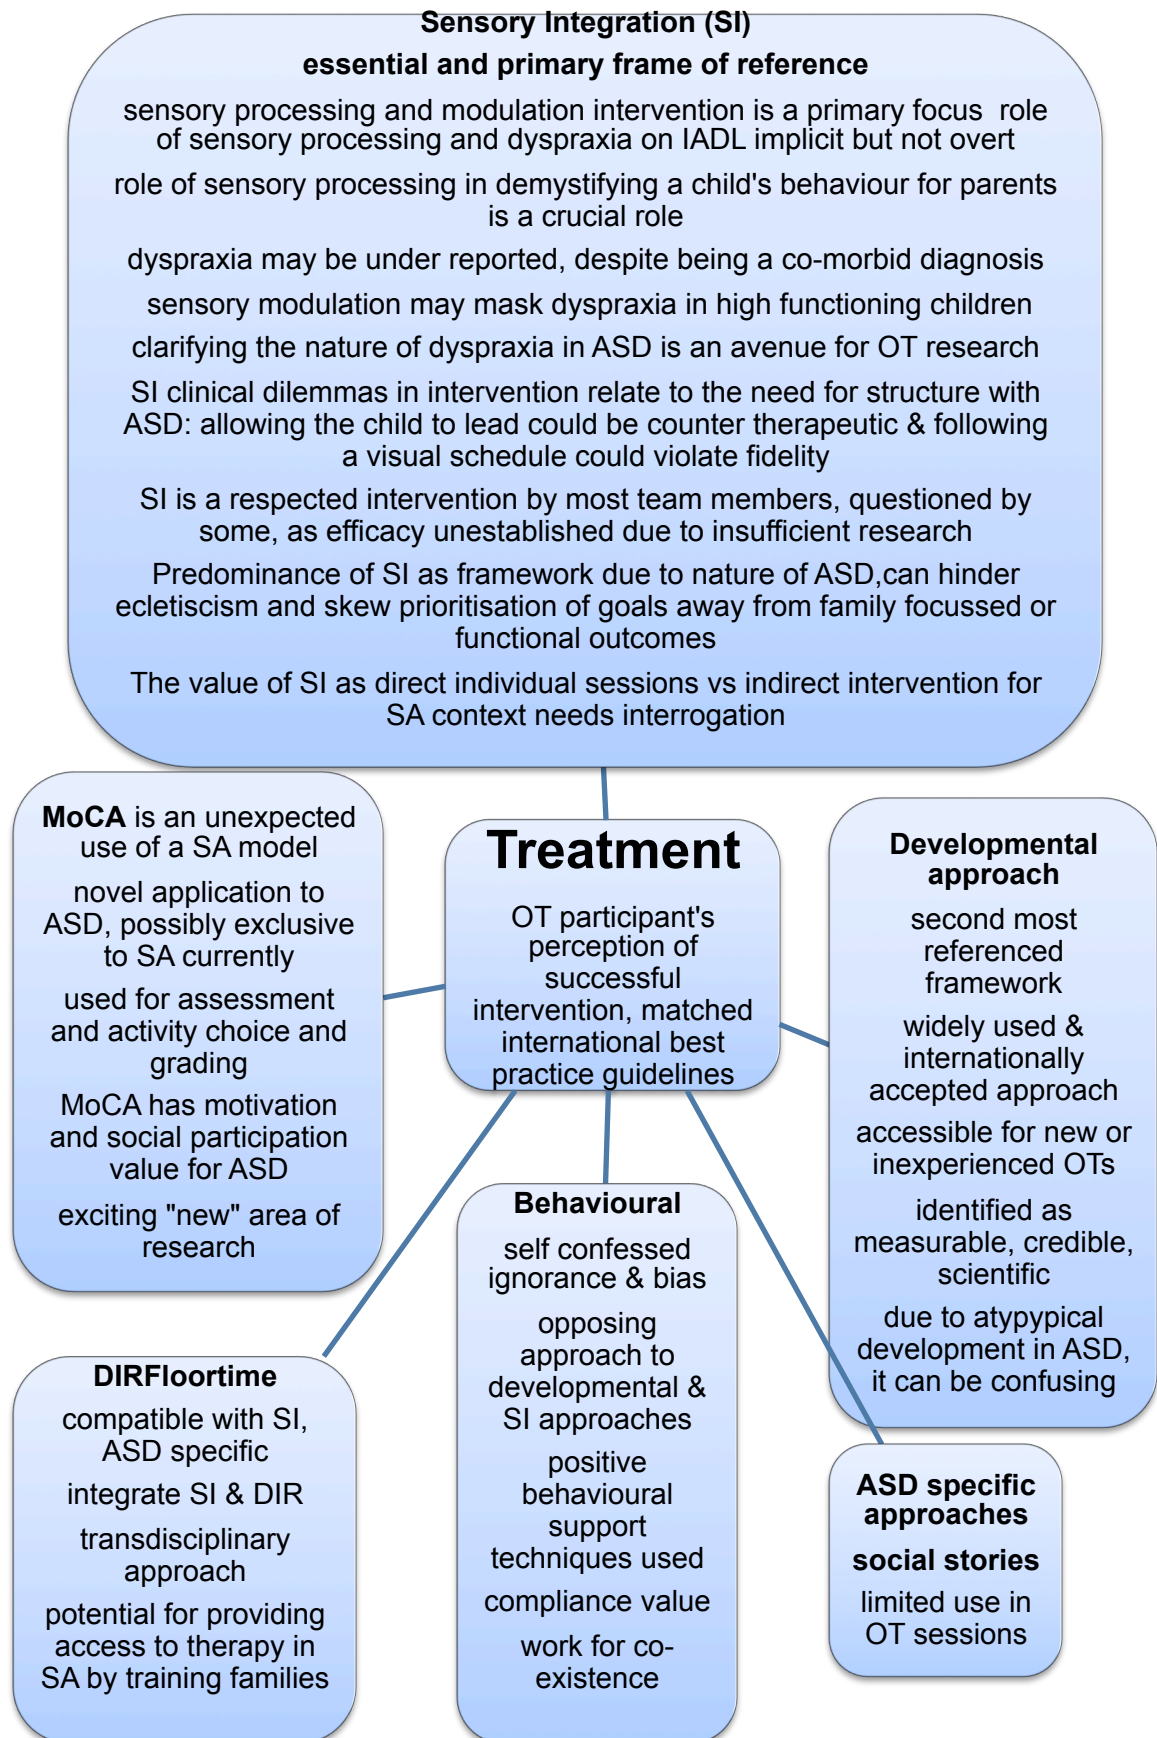 Sensory Integration (SI)
essential and primary frame of reference
sensory processing and modulation intervention is a primary focus  role
of sensory processing and dyspraxia on IADL implicit but not overt
role of sensory processing in demystifying a child's behaviour for parents
is a crucial role
dyspraxia may be under reported, despite being a co-morbid diagnosis
sensory modulation may mask dyspraxia in high functioning children
clarifying the nature of dyspraxia in ASD is an avenue for OT research
SI clinical dilemmas in intervention relate to the need for structure with
ASD: allowing the child to lead could be counter therapeutic & following
a visual schedule could violate fidelity
SI is a respected intervention by most team members, questioned by
some, as efficacy unestablished due to insufficient research
Predominance of SI as framework due to nature of ASD,can hinder
ecletiscism and skew prioritisation of goals away from family focussed or
functional outcomes
The value of SI as direct individual sessions vs indirect intervention for
SA context needs interrogation
MoCA is an unexpected
use of a SA model
novel application to
ASD, possibly exclusive
to SA currently
used for assessment
and activity choice and
grading
MoCA has motivation
and social participation
value for ASD
exciting "new" area of
research
Treatment
OT participant's
perception of
successful
intervention, matched
international best
practice guidelines
Developmental
approach
second most
referenced
framework
widely used &
internationally
accepted approach
accessible for new or
inexperienced OTs
identified as
measurable, credible,
scientific
due to atypypical
development in ASD,
it can be confusing
DIRFloortime
compatible with SI,
ASD specific
integrate SI & DIR
transdisciplinary
approach
potential for providing
access to therapy in
SA by training families
Behavioural
self confessed
ignorance & bias
opposing
approach to
developmental &
SI approaches
positive
behavioural
support
techniques used
compliance value
work for co-
existence
ASD specific
approaches
social stories
limited use in
OT sessions